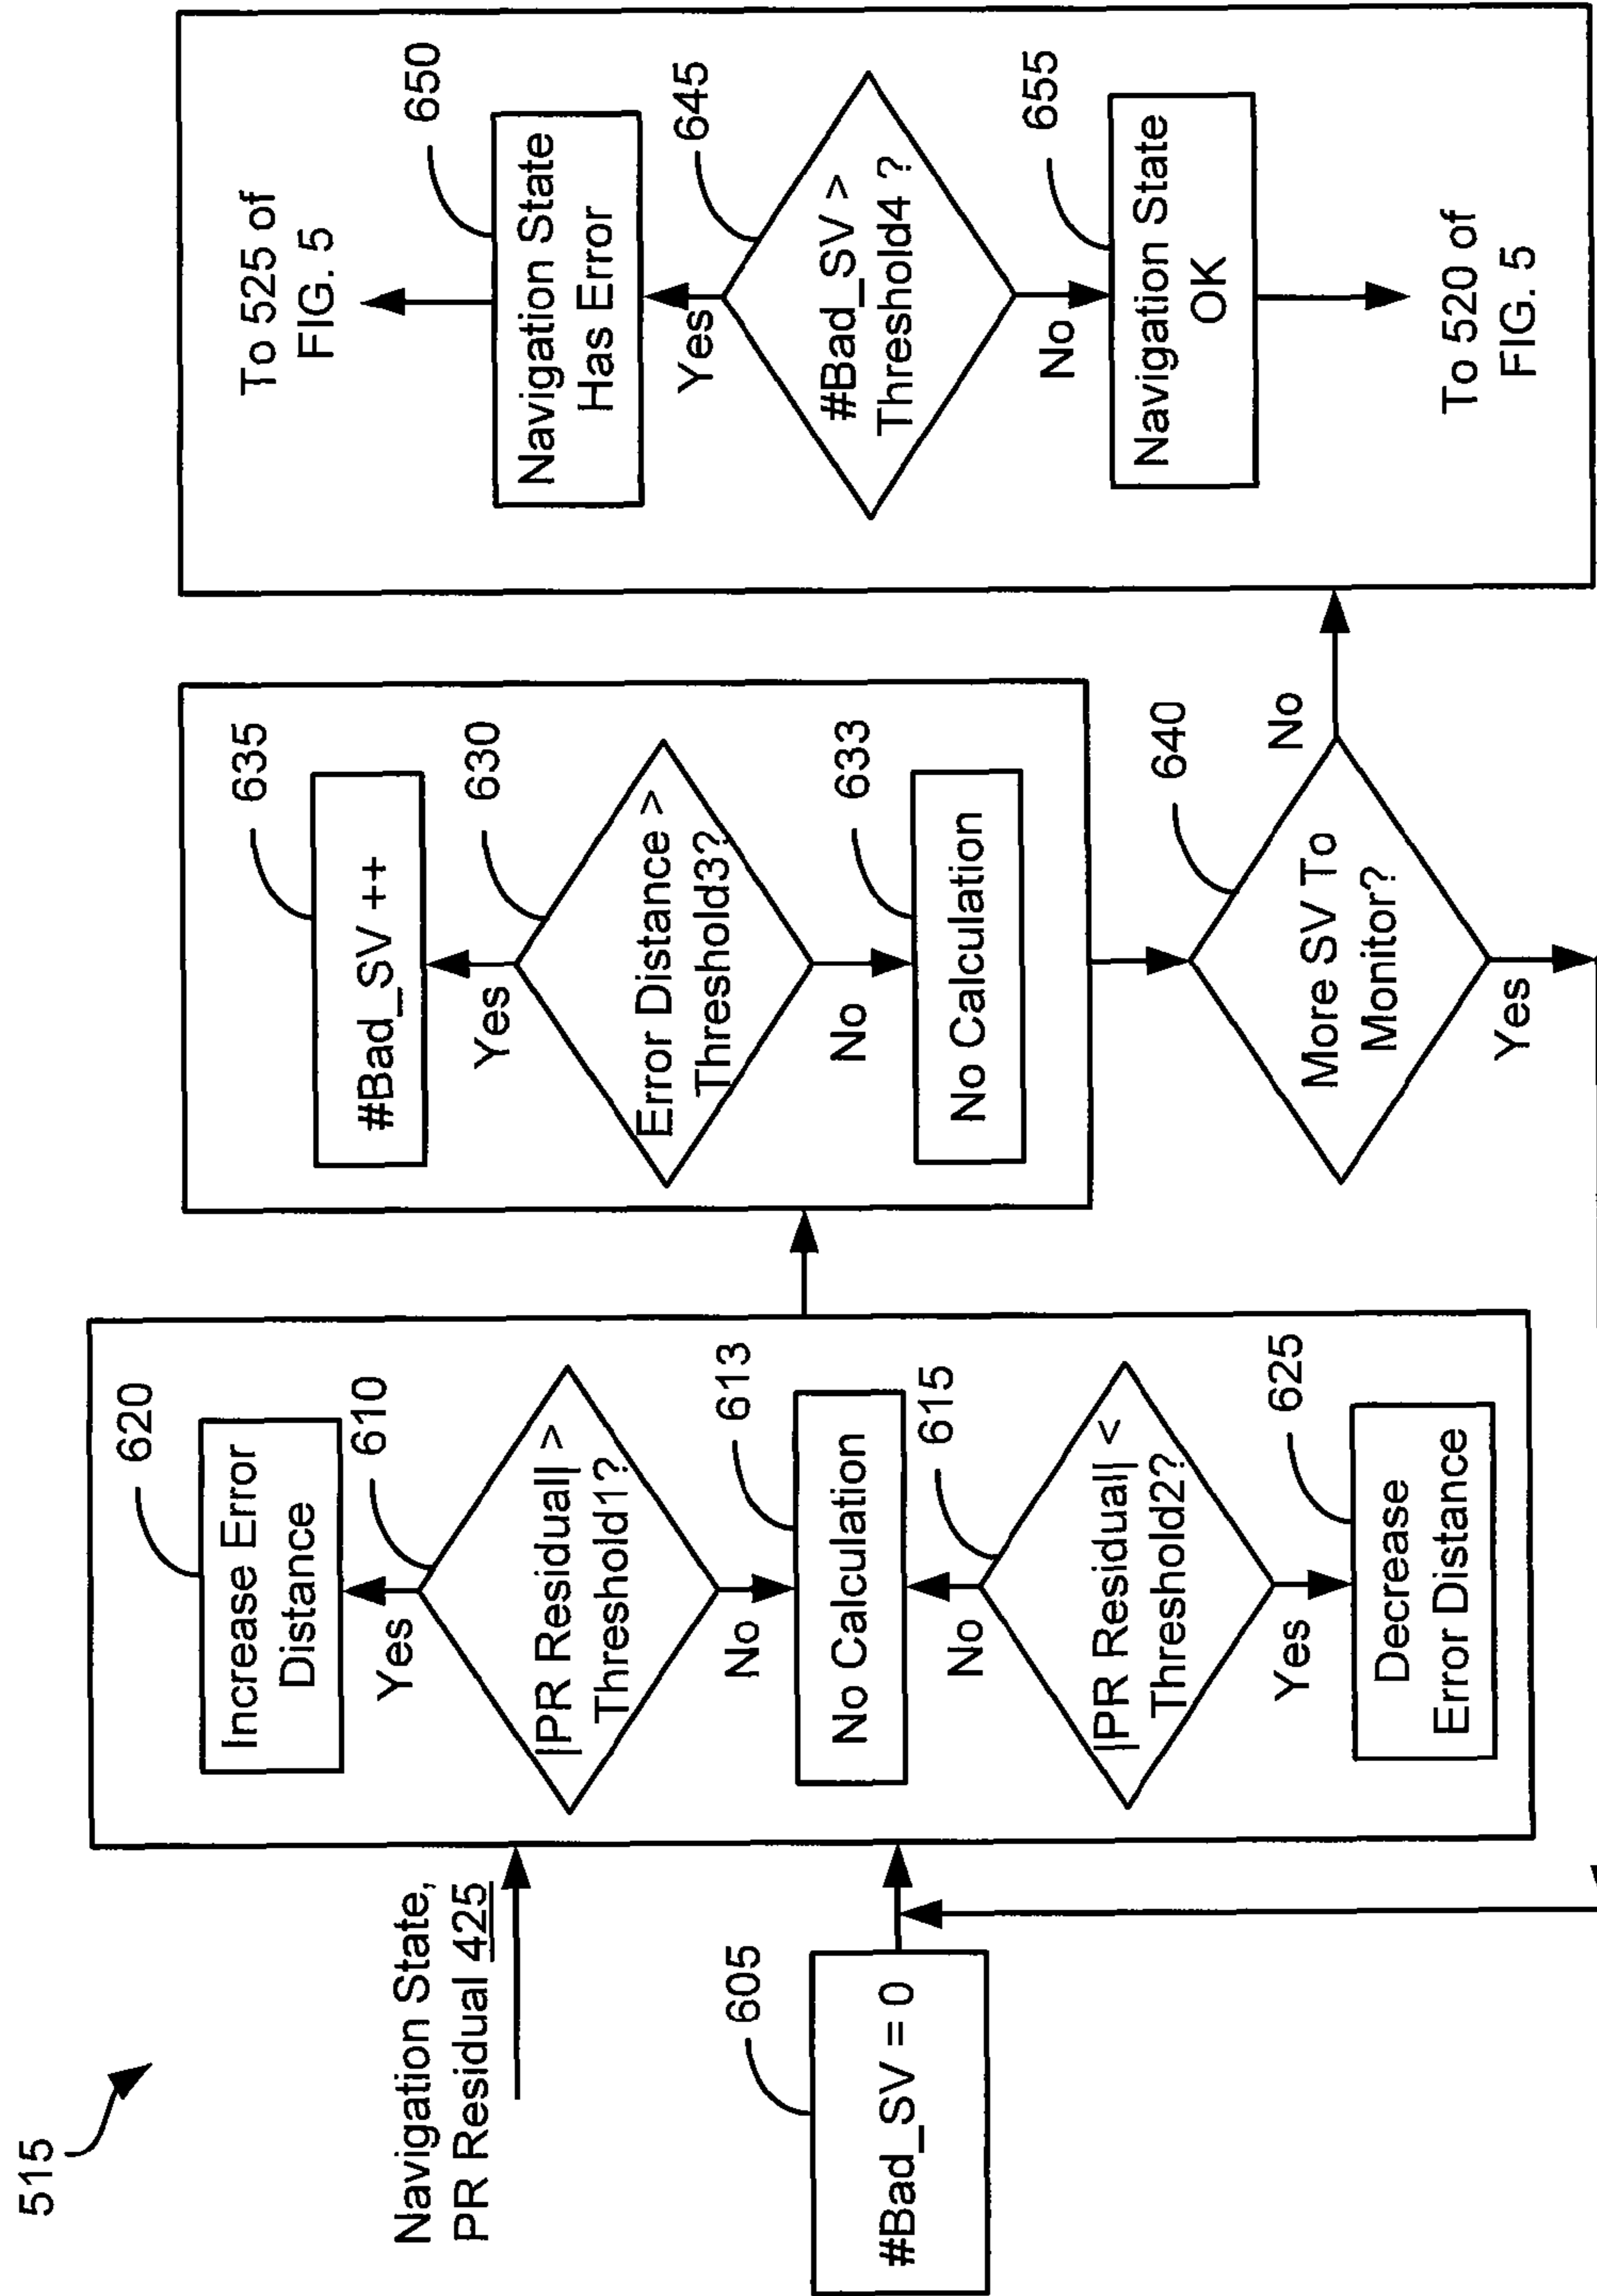 515
Navigation State,
PR Residual 425
605
#Bad_SV = 0
620
Increase Error
Distance
610
Yes
|PR Residual| >
Threshold1?
No
613
No Calculation
615
No
|PR Residual| <
Threshold2?
Yes
625
Decrease
Error Distance
635
#Bad_SV ++
630
Yes
Error Distance >
Threshold3?
No
633
No Calculation
640
More SV To
Monitor?
No
Yes
To 525 of
FIG. 5
650
Navigation State
Has Error
645
Yes
#Bad_SV >
Threshold4 ?
No
655
Navigation State
OK
To 520 of
FIG. 5